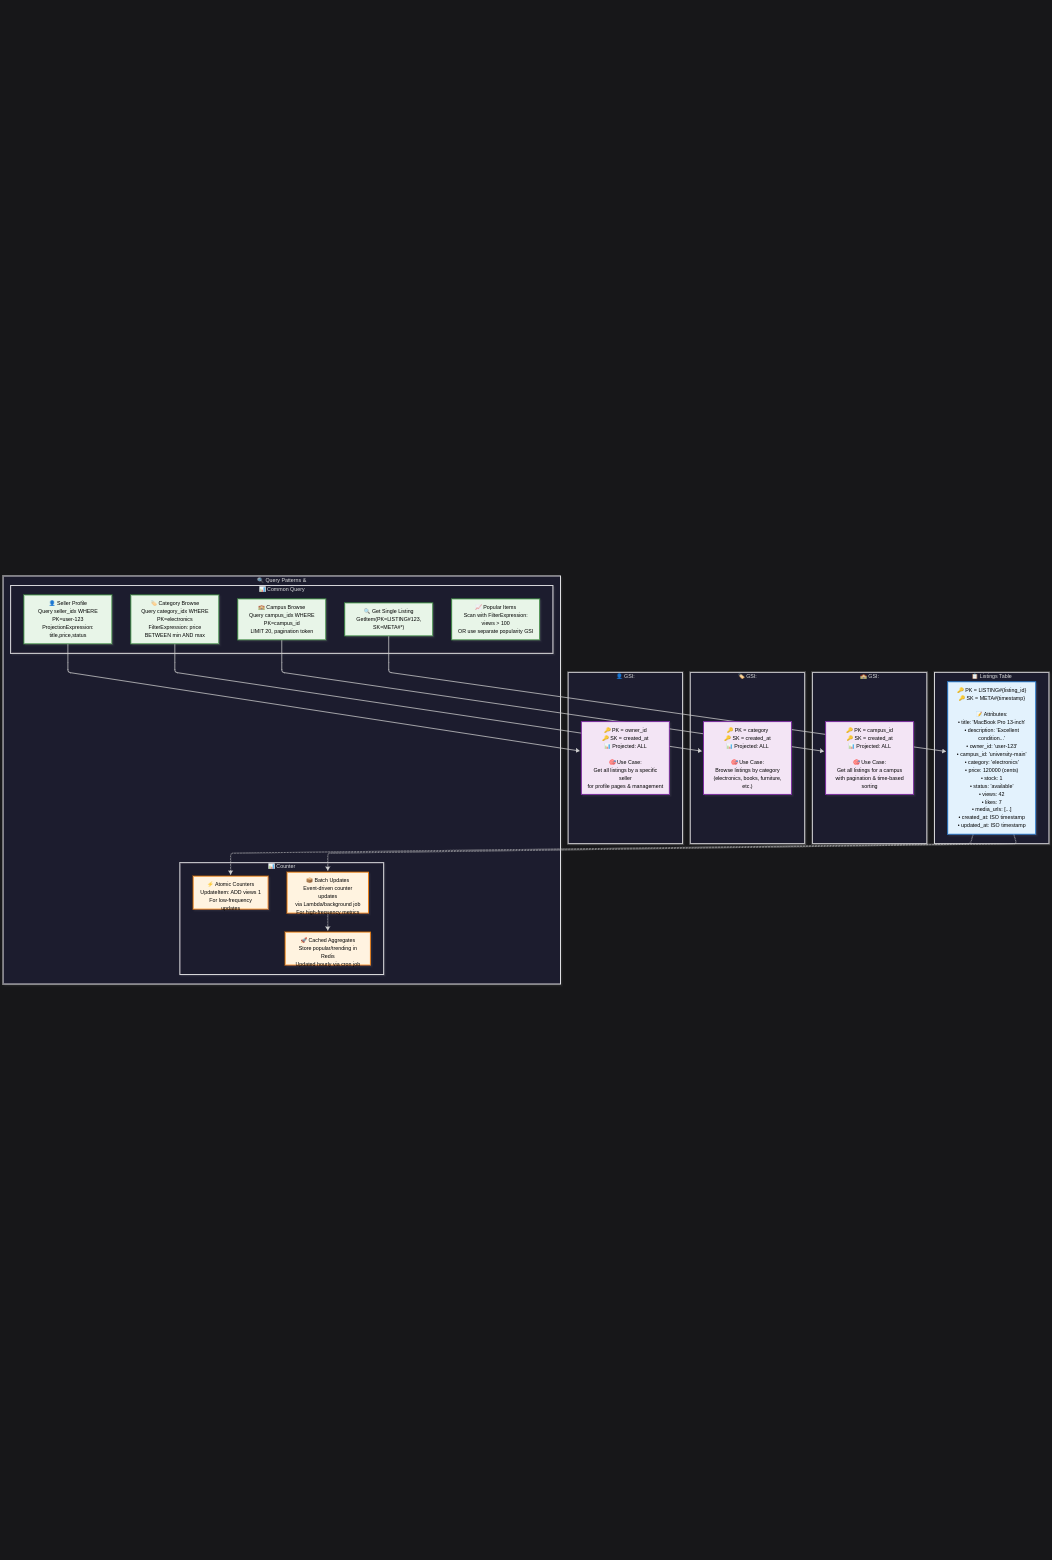 🔍 Query Patterns &
📊 Common Query
👤 Seller Profile
Query seller_idx WHERE
PK=user-123
ProjectionExpression:
title,price,status
🏷️ Category Browse
Query category_idx WHERE
PK=electronics
FilterExpression: price
BETWEEN min AND max
🏫 Campus Browse
Query campus_idx WHERE
PK=campus_id
LIMIT 20, pagination token
🔍 Get Single Listing
GetItem(PK=LISTING#123,
SK=META#*)
📈 Popular Items
Scan with FilterExpression:
views > 100
OR use separate popularity GSI
👤 GSI:
🔑 PK = owner_id
🔑 SK = created_at
📊 Projected: ALL
🎯 Use Case:
Get all listings by a specific
seller
for profile pages & management
🏷️ GSI:
🔑 PK = category
🔑 SK = created_at
📊 Projected: ALL
🎯 Use Case:
Browse listings by category
(electronics, books, furniture,
etc.)
🏫 GSI:
🔑 PK = campus_id
🔑 SK = created_at
📊 Projected: ALL
🎯 Use Case:
Get all listings for a campus
with pagination & time-based
sorting
📋 Listings Table
🔑 PK = LISTING#{listing_id}
🔑 SK = META#{timestamp}
📝 Attributes:
• title: 'MacBook Pro 13-inch'
• description: 'Excellent
condition...'
• owner_id: 'user-123'
• campus_id: 'university-main'
• category: 'electronics'
• price: 120000 (cents)
• stock: 1
• status: 'available'
• views: 42
• likes: 7
• media_urls: [...]
• created_at: ISO timestamp
• updated_at: ISO timestamp
📊 Counter
⚡ Atomic Counters
UpdateItem: ADD views 1
For low-frequency
updates
📦 Batch Updates
Event-driven counter
updates
via Lambda/background job
For high-frequency metrics
🚀 Cached Aggregates
Store popular/trending in
Redis
Updated hourly via cron job